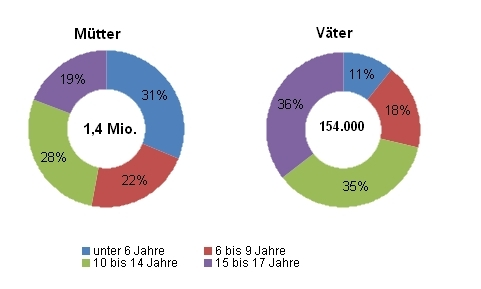 Mütter
Väter
19%
31%
1,4 Mio.
28%
22%
11%
36%
18%
154.000
35%
unter 6 Jahre
6 bis 9 Jahre
10 bis 14 Jahre
15 bis 17 Jahre